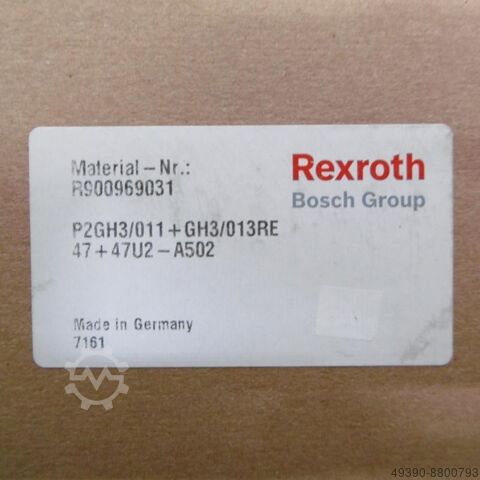 Material-Nr.:
R900969031
Rexroth
Bosch Group
P2GH3/011+GH3/013RE
47+47U2-A502
Made in Germany
7161
49390-8800793